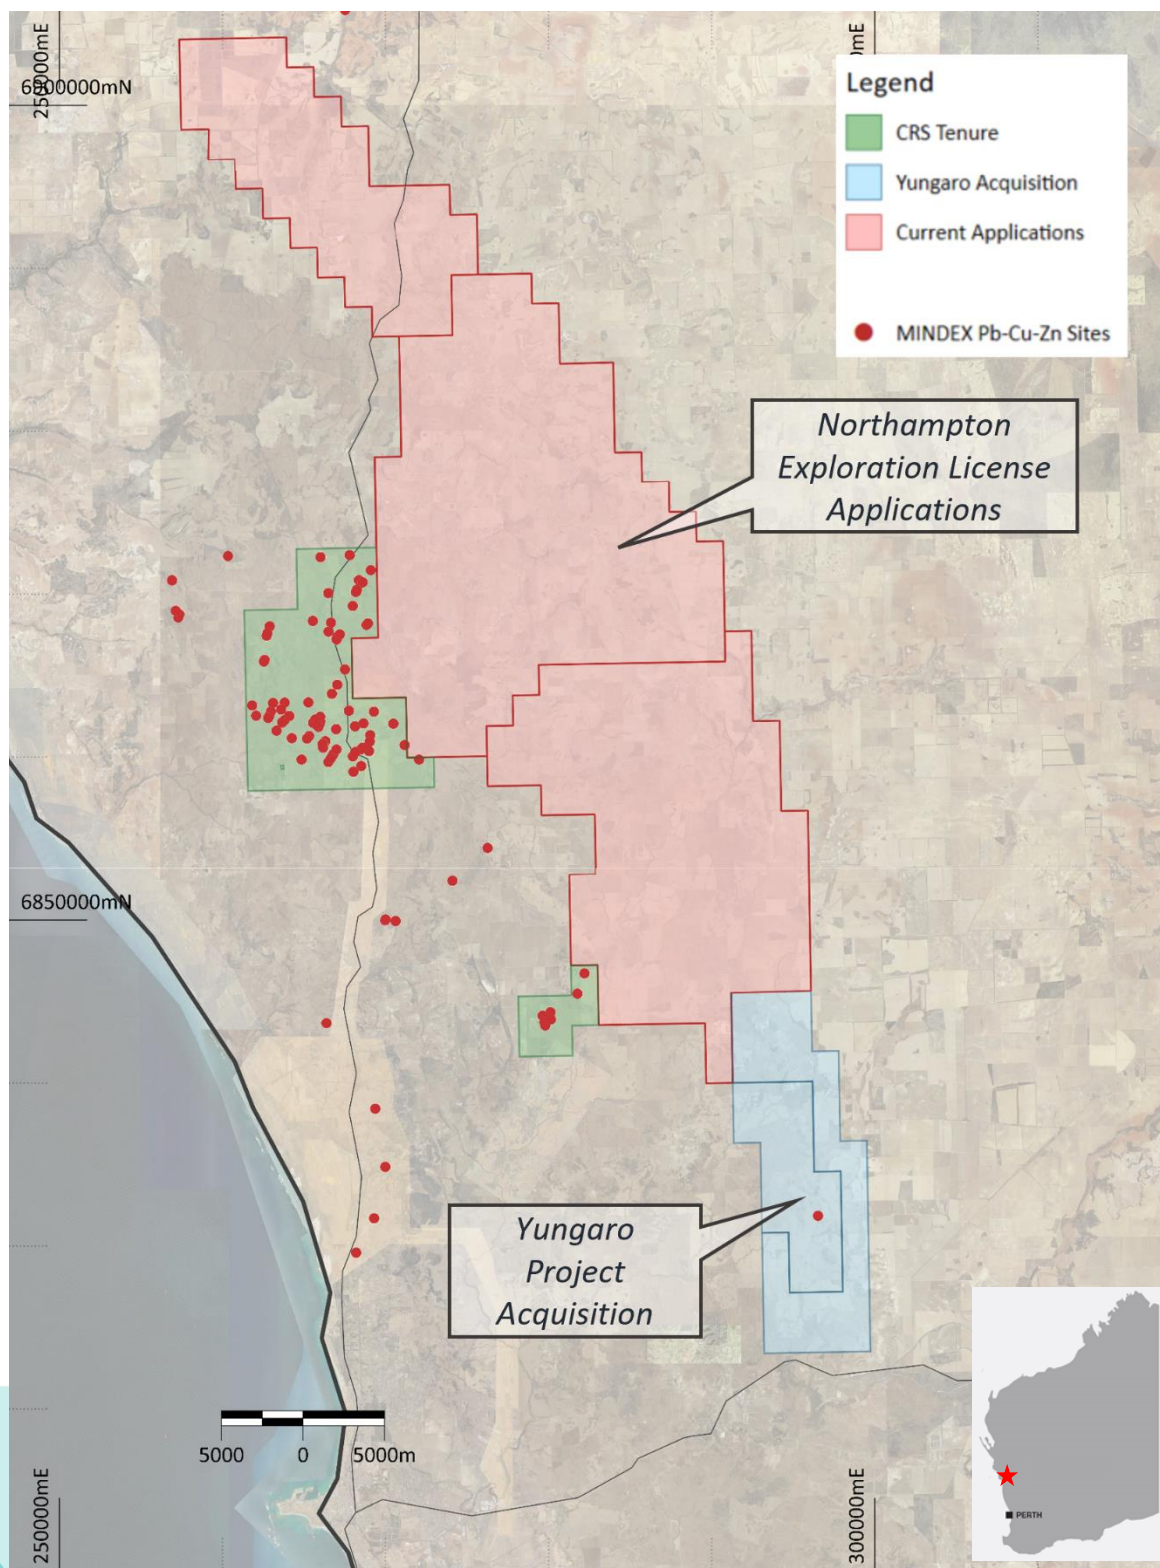 250000mE
6900000mN
300000mE
Legend
CRS Tenure
Yungaro Acquisition
Current Applications
MINDEX Pb-Cu-Zn Sites
Northampton
Exploration License
Applications
6850000mN
Yungaro
Project
Acquisition
5000 0 5000m
250000mE
300000mE
PERTH